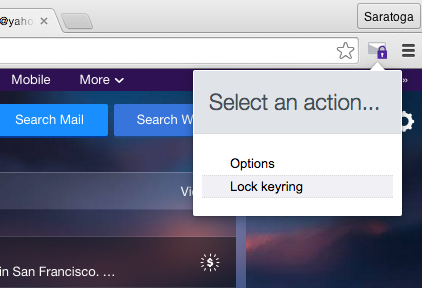 Saratoga
@yaho
Mobile
More
»
Select an action...
Search Mail
Search W
Options
Lock keyring
Vi
in San Francisco. …